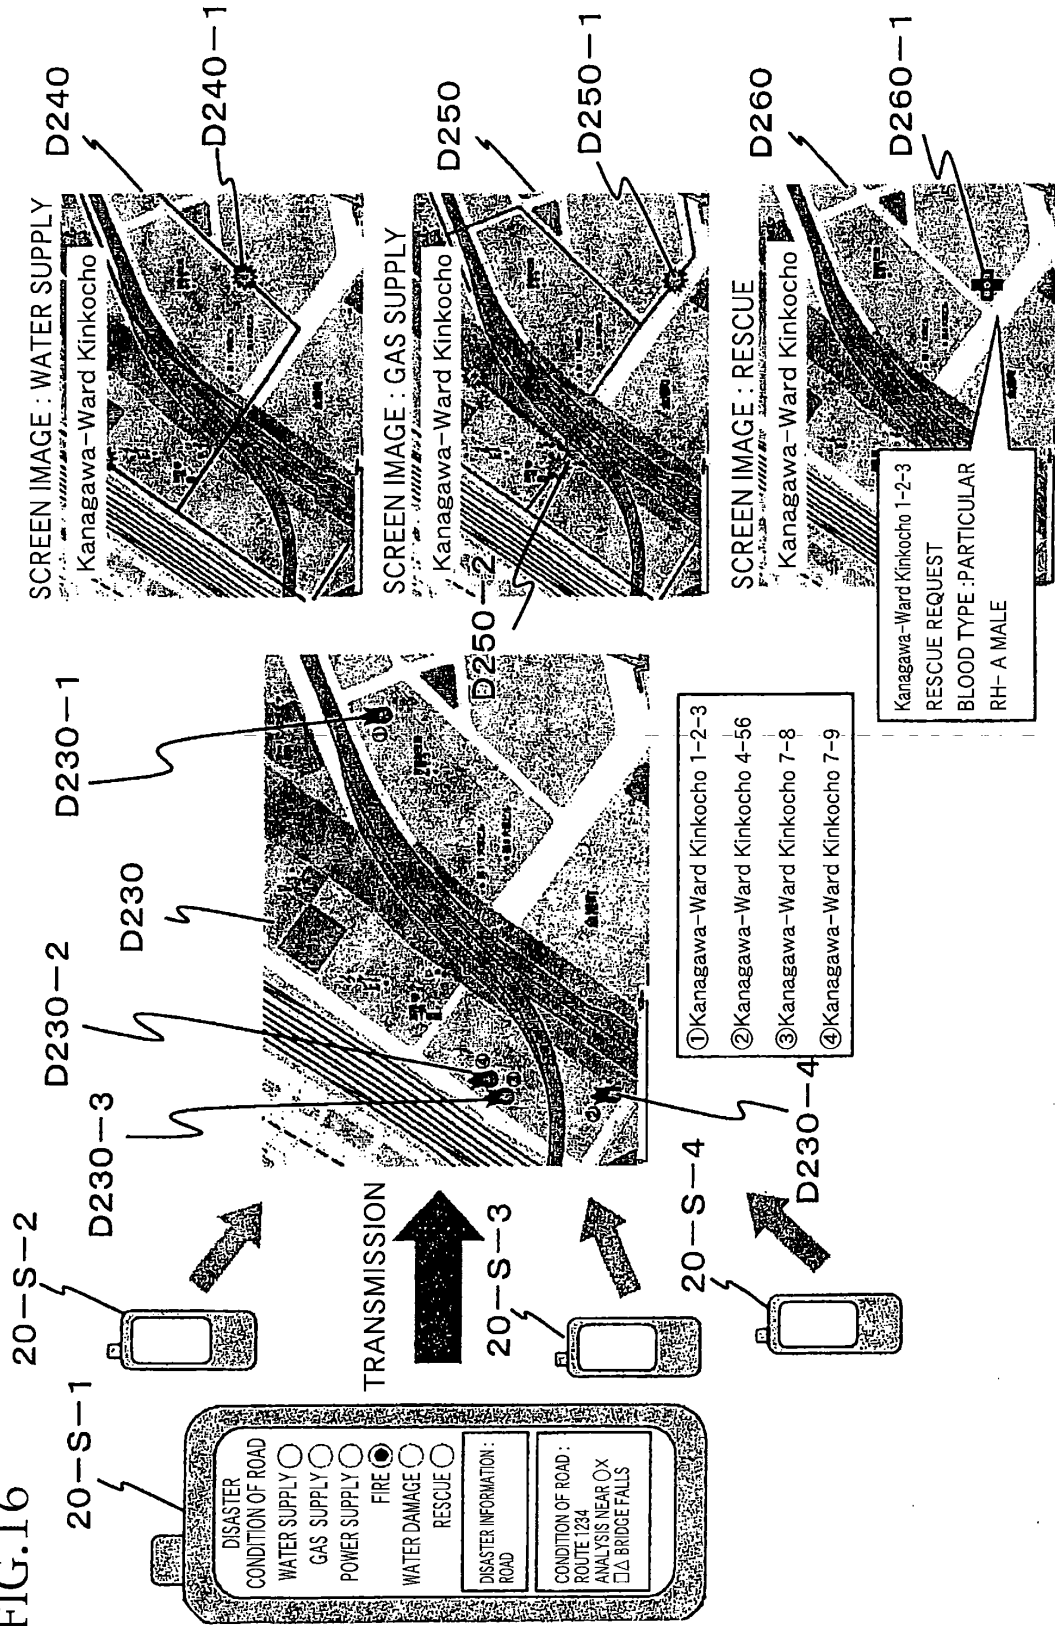 FIG.16
20-S-1
DISASTER
CONDITION OF ROAD
WATER SUPPLY
GAS SUPPLY
POWER SUPPLY
FIRE
WATER DAMAGE
RESCUE
DISASTER INFORMATION :
ROAD
CONDITION OF ROAD :
ROUTE 1234
ANALYSIS NEAR ○×
□△ BRIDGE FALLS
20-S-2
TRANSMISSION
20-S-3
20-S-4
D230-3
D230-2
D230
D230-1
D230-4
①
②
③
④
①Kanagawa-Ward Kinkocho 1-2-3
②Kanagawa-Ward Kinkocho 4-56
③Kanagawa-Ward Kinkocho 7-8
④Kanagawa-Ward Kinkocho 7-9
SCREEN IMAGE : WATER SUPPLY
Kanagawa-Ward Kinkocho
D240
D240-1
SCREEN IMAGE : GAS SUPPLY
Kanagawa-Ward Kinkocho
D250
D250-1
D250-2
SCREEN IMAGE : RESCUE
Kanagawa-Ward Kinkocho
D260
D260-1
Kanagawa-Ward Kinkocho 1-2-3
RESCUE REQUEST
BLOOD TYPE :PARTICULAR
RH- A MALE